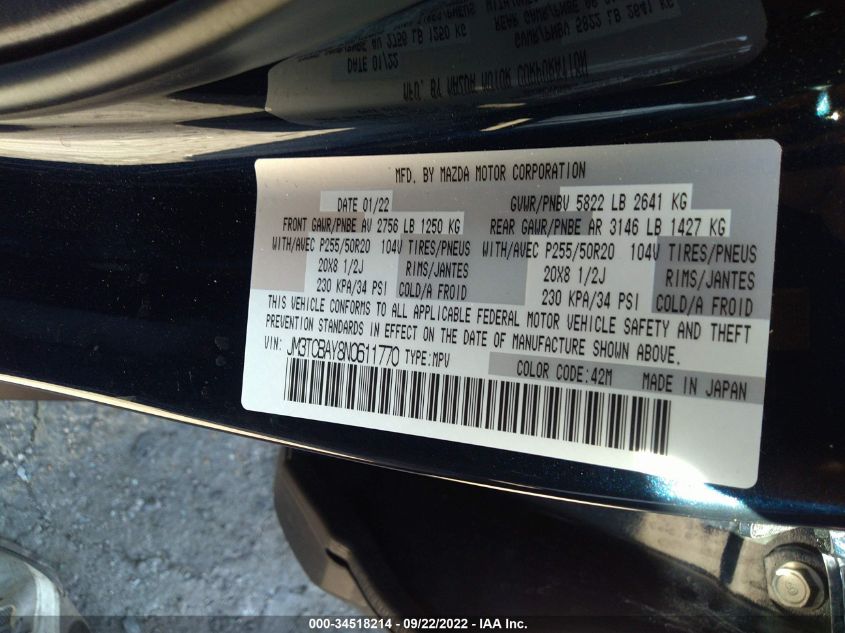 MFD. BY MAZDA MOTOR CORPORATION
DATE 01/22 GVWR/PNBV 5822 LB 2641 KG
FRONT GAWR/PNBE AV 2756 LB 1250 KG REAR GAWR/PNBE AR 3146 LB 1427 KG
WITH/AVEC P255/50R20 104V TIRES/PNEUS WITH/AVEC P255/50R20 104V TIRES/PNEUS
20X8 1/2J RIMS/JANTES 20X8 1/2J RIMS/JANTES
230 KPA/34 PSI COLD/A FROID 230 KPA/34 PSI COLD/A FROID
THIS VEHICLE CONFORMS TO ALL APPLICABLE FEDERAL MOTOR VEHICLE SAFETY AND THEFT
PREVENTION STANDARDS IN EFFECT ON THE DATE OF MANUFACTURE SHOWN ABOVE.
VIN: JM3TCBAY8N0611770 TYPE:MPV
COLOR CODE:42M MADE IN JAPAN
000-34518214 - 09/22/2022 - IAA Inc.